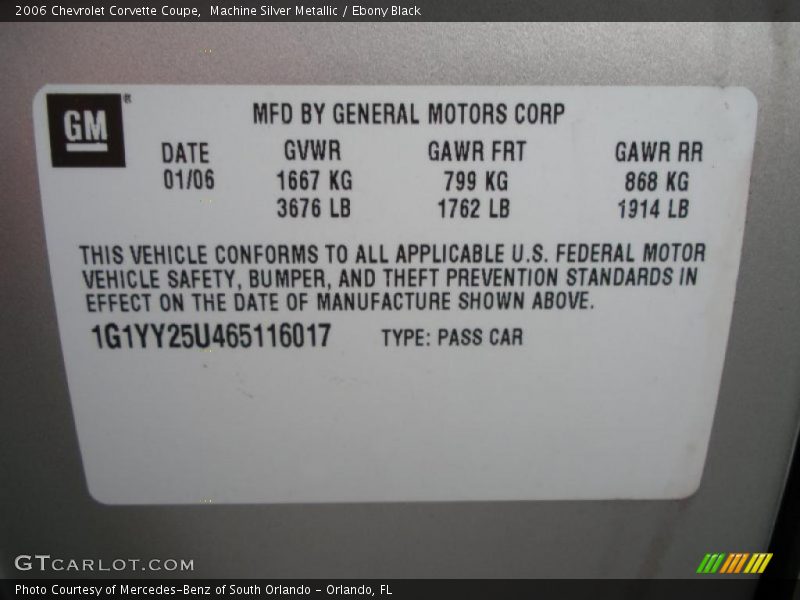 2006 Chevrolet Corvette Coupe, Machine Silver Metallic / Ebony Black
GM®
MFD BY GENERAL MOTORS CORP
DATE GVWR GAWR FRT GAWR RR
01/06 1667 KG 799 KG 868 KG
3676 LB 1762 LB 1914 LB
THIS VEHICLE CONFORMS TO ALL APPLICABLE U.S. FEDERAL MOTOR
VEHICLE SAFETY, BUMPER, AND THEFT PREVENTION STANDARDS IN
EFFECT ON THE DATE OF MANUFACTURE SHOWN ABOVE.
1G1YY25U465116017 TYPE: PASS CAR
GTCARLOT.COM
Photo Courtesy of Mercedes-Benz of South Orlando - Orlando, FL